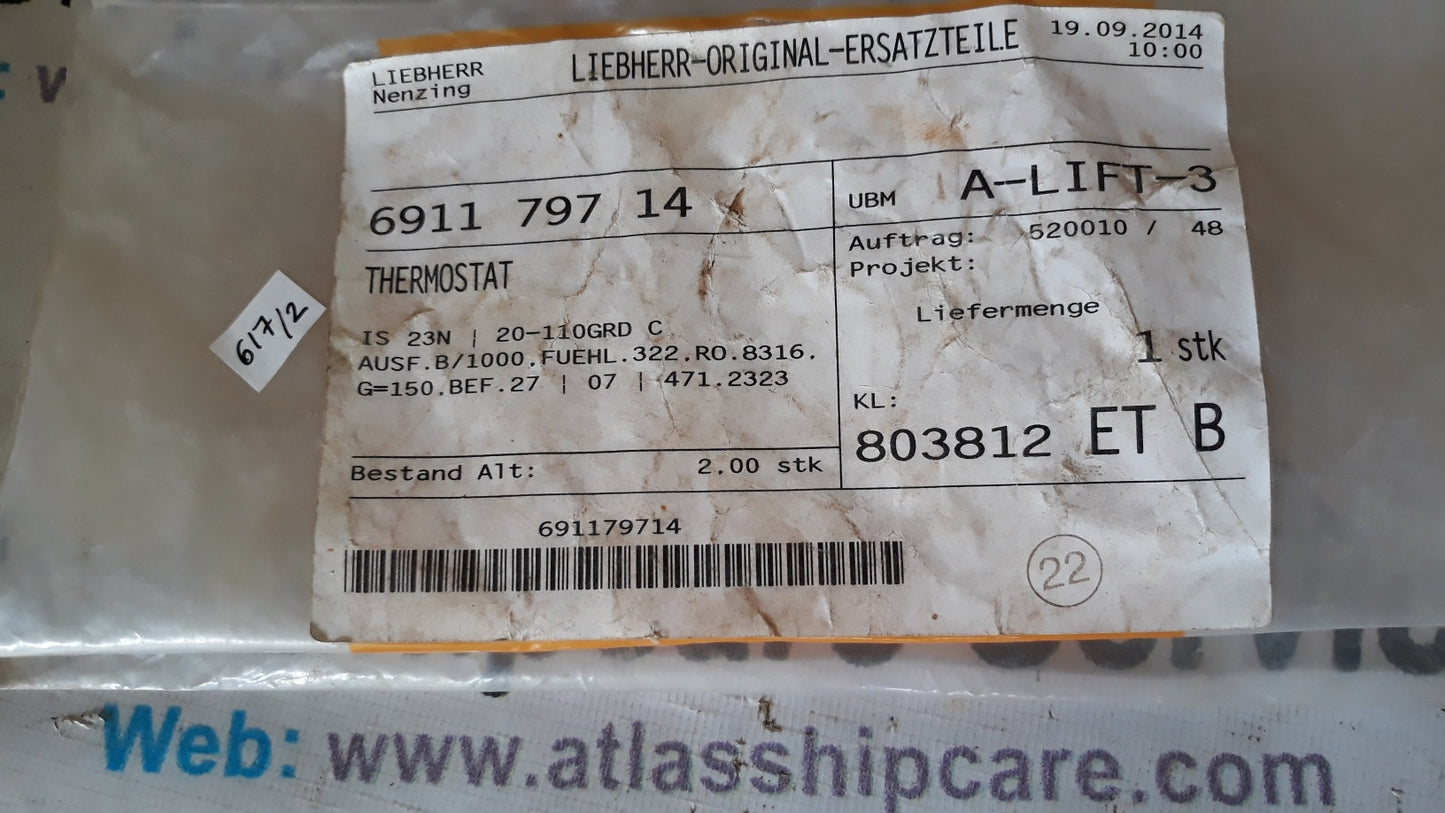 LIEBHERR
Nenzing
LIEBHERR-ORIGINAL-ERSATZTEILE
19.09.2014
10:00
6911 797 14
UBM A-LIFT-3
THERMOSTAT
IS 23N | 20-110GRD C
AUSF.B/1000.FUEHL.322.RO.8316.
G=150.BEF.27 | 07 | 471.2323
Auftrag: 520010 / 48
Projekt:
Liefermenge
1 stk
KL:
803812 ET B
Bestand Alt: 2.00 stk
691179714
22
617/2
Web: www.atlasshipcare.com